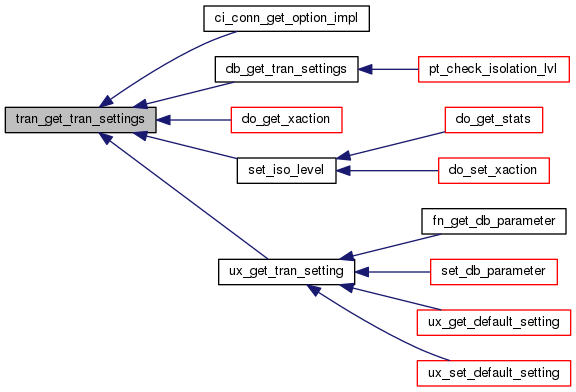 ci_conn_get_option_impl
db_get_tran_settings
pt_check_isolation_lvl
tran_get_tran_settings
do_get_xaction
do_get_stats
set_iso_level
do_set_xaction
fn_get_db_parameter
ux_get_tran_setting
set_db_parameter
ux_get_default_setting
ux_set_default_setting